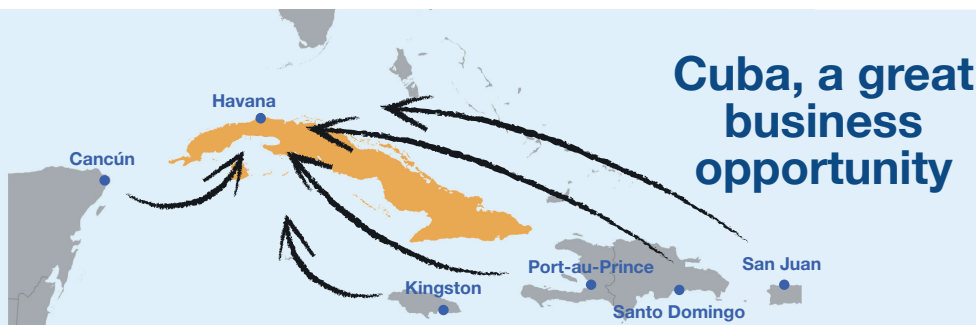 Cuba, a great
business
opportunity
Havana
Cancún
Port-au-Prince
San Juan
Kingston
Santo Domingo